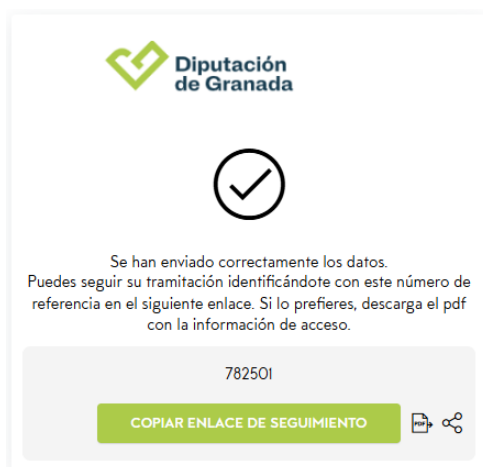 Diputación
de Granada
Se han enviado correctamente los datos.
Puedes seguir su tramitación identificándote con este número de
referencia en el siguiente enlace. Si lo prefieres, descarga el pdf
con la información de acceso.
782501
COPIAR ENLACE DE SEGUIMIENTO
PDF